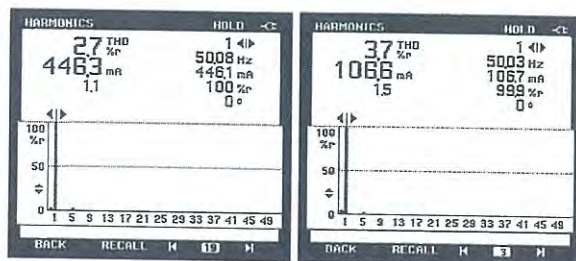 HARMONICS HOLD
2.7 THD %r 1
446.3 mA 50.08 Hz
1.1 446.1 mA
100 %r
0°
100
%r
50
0
1 5 9 13 17 21 25 29 33 37 41 45 49
BACK RECALL 19
HARMONICS HOLD
3.7 THD %r 1
106.6 mA 50.03 Hz
1.5 106.7 mA
99.9 %r
0°
100
%r
50
0
1 5 9 13 17 21 25 29 33 37 41 45 49
BACK RECALL 3